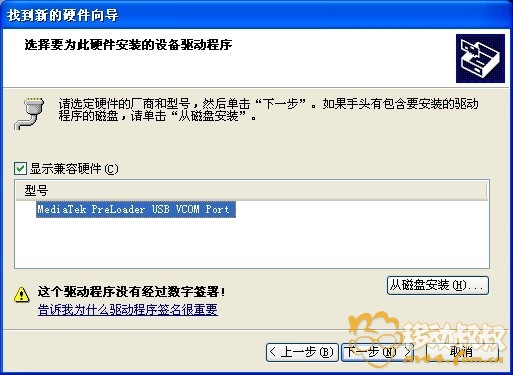 找到新的硬件向导
选择要为此硬件安装的设备驱动程序
请选定硬件的厂商和型号，然后单击“下一步”。如果手头有包含要安装的驱动
程序的磁盘，请单击“从磁盘安装”。
显示兼容硬件(C)
型号
MediaTek PreLoader USB VCOM Port
这个驱动程序没有经过数字签署!
告诉我为什么驱动程序签名很重要
从磁盘安装(H)...
< 上一步(B)
下一步(N) >
取消
移动叔叔